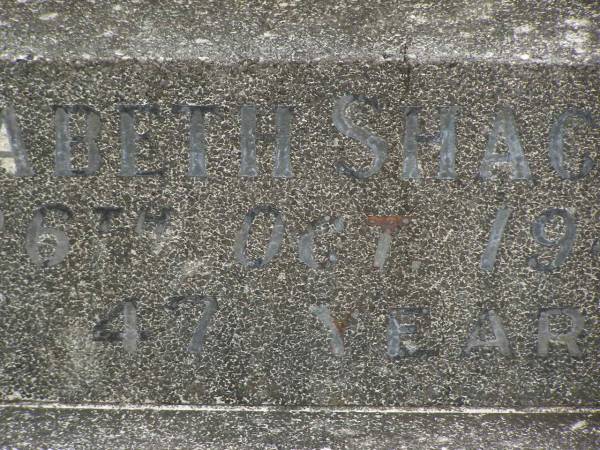 ABETH SHAC
6TH OCT. 19
47 YEAR